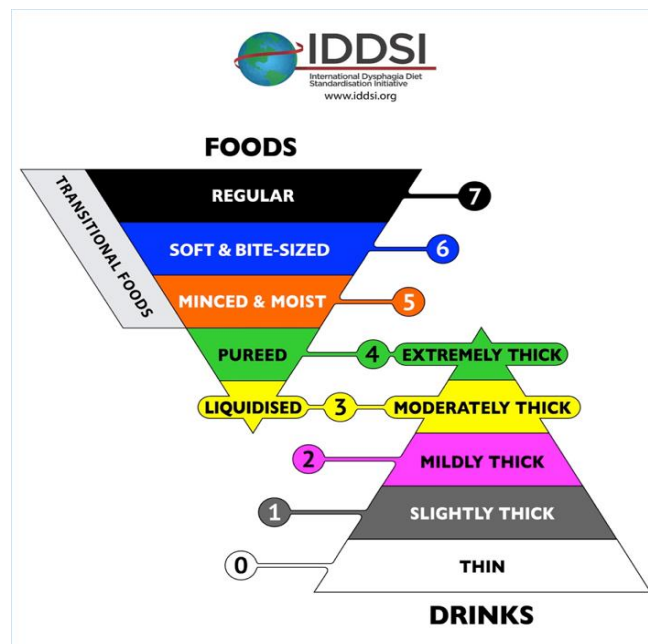 IDDSI
International Dysphagia Diet
Standardisation Initiative
www.iddsi.org
FOODS
TRANSITIONAL FOODS
REGULAR
7
SOFT & BITE-SIZED
6
MINCED & MOIST
5
PUREED
4
EXTREMELY THICK
LIQUIDISED
3
MODERATELY THICK
2
MILDLY THICK
1
SLIGHTLY THICK
0
THIN
DRINKS